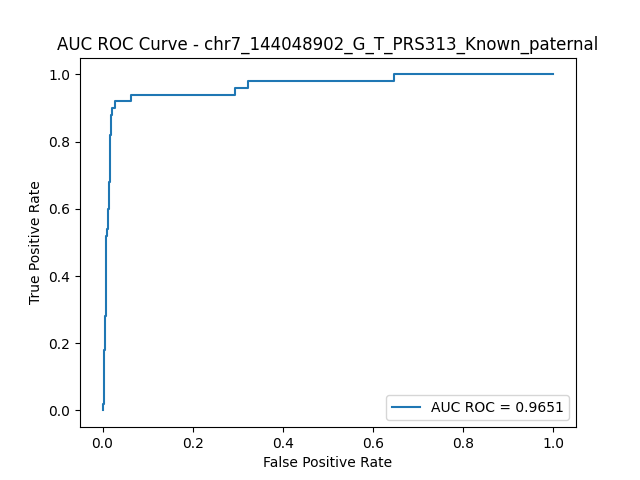 AUC ROC Curve - chr7_144048902_G_T_PRS313_Known_paternal
1.0
0.8
0.6
0.4
0.2
0.0
True Positive Rate
AUC ROC = 0.9651
0.0 0.2 0.4 0.6 0.8 1.0
False Positive Rate